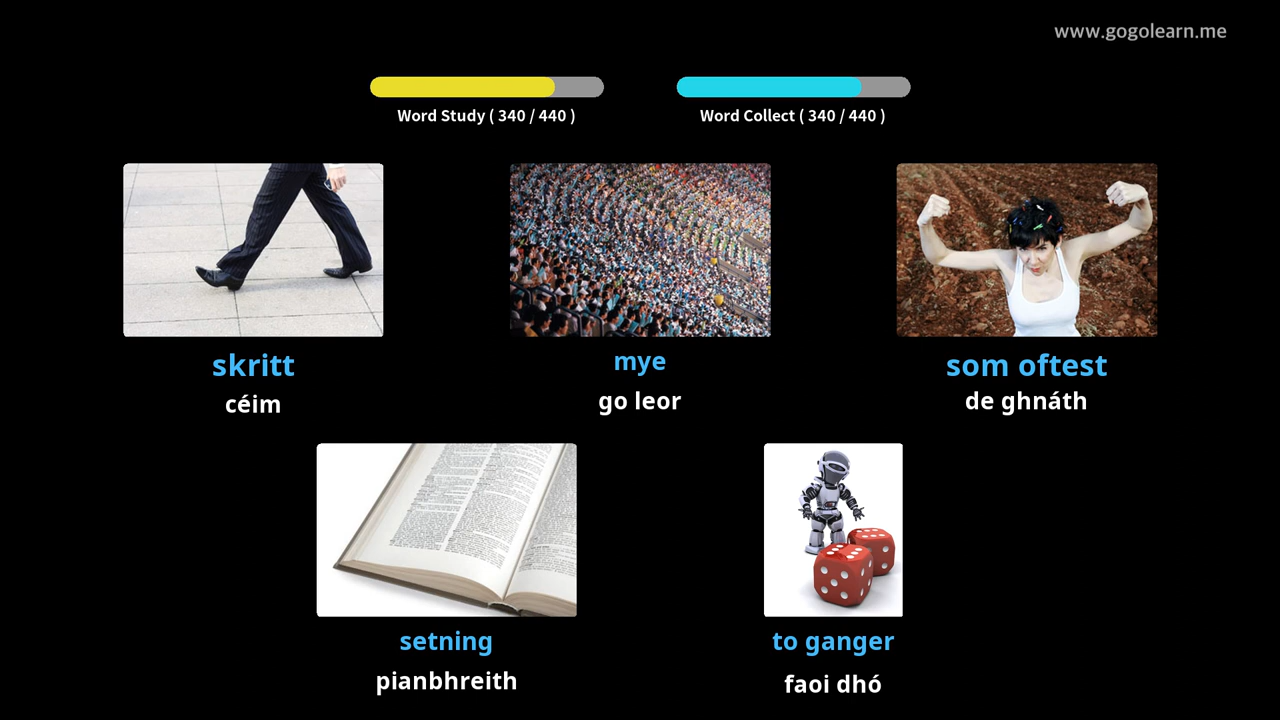 www.gogolearn.me
Word Study ( 340 / 440 )
Word Collect ( 340 / 440 )
skritt
céim
mye
go leor
som oftest
de ghnáth
setning
pianbhreith
to ganger
faoi dhó